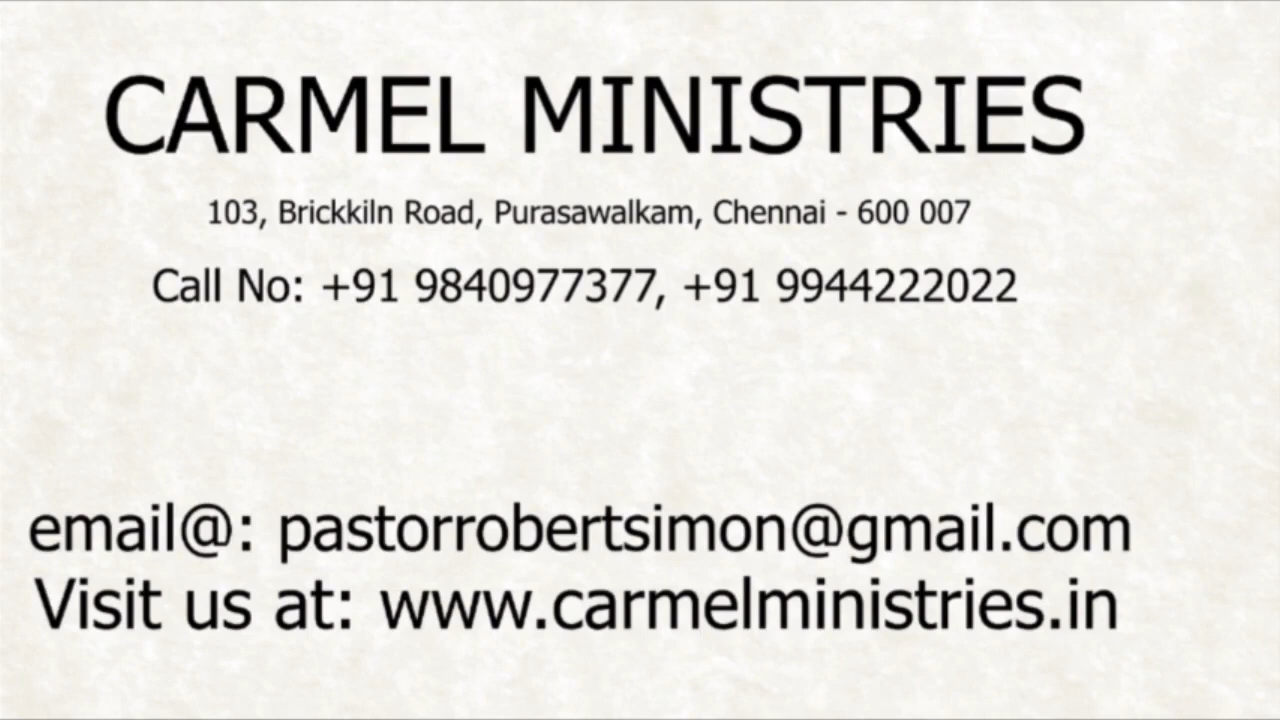 CARMEL MINISTRIES
103, Brickkiln Road, Purasawalkam, Chennai - 600 007
Call No: +91 9840977377, +91 9944222022
email@: pastorrobertsimon@gmail.com
Visit us at: www.carmelministries.in